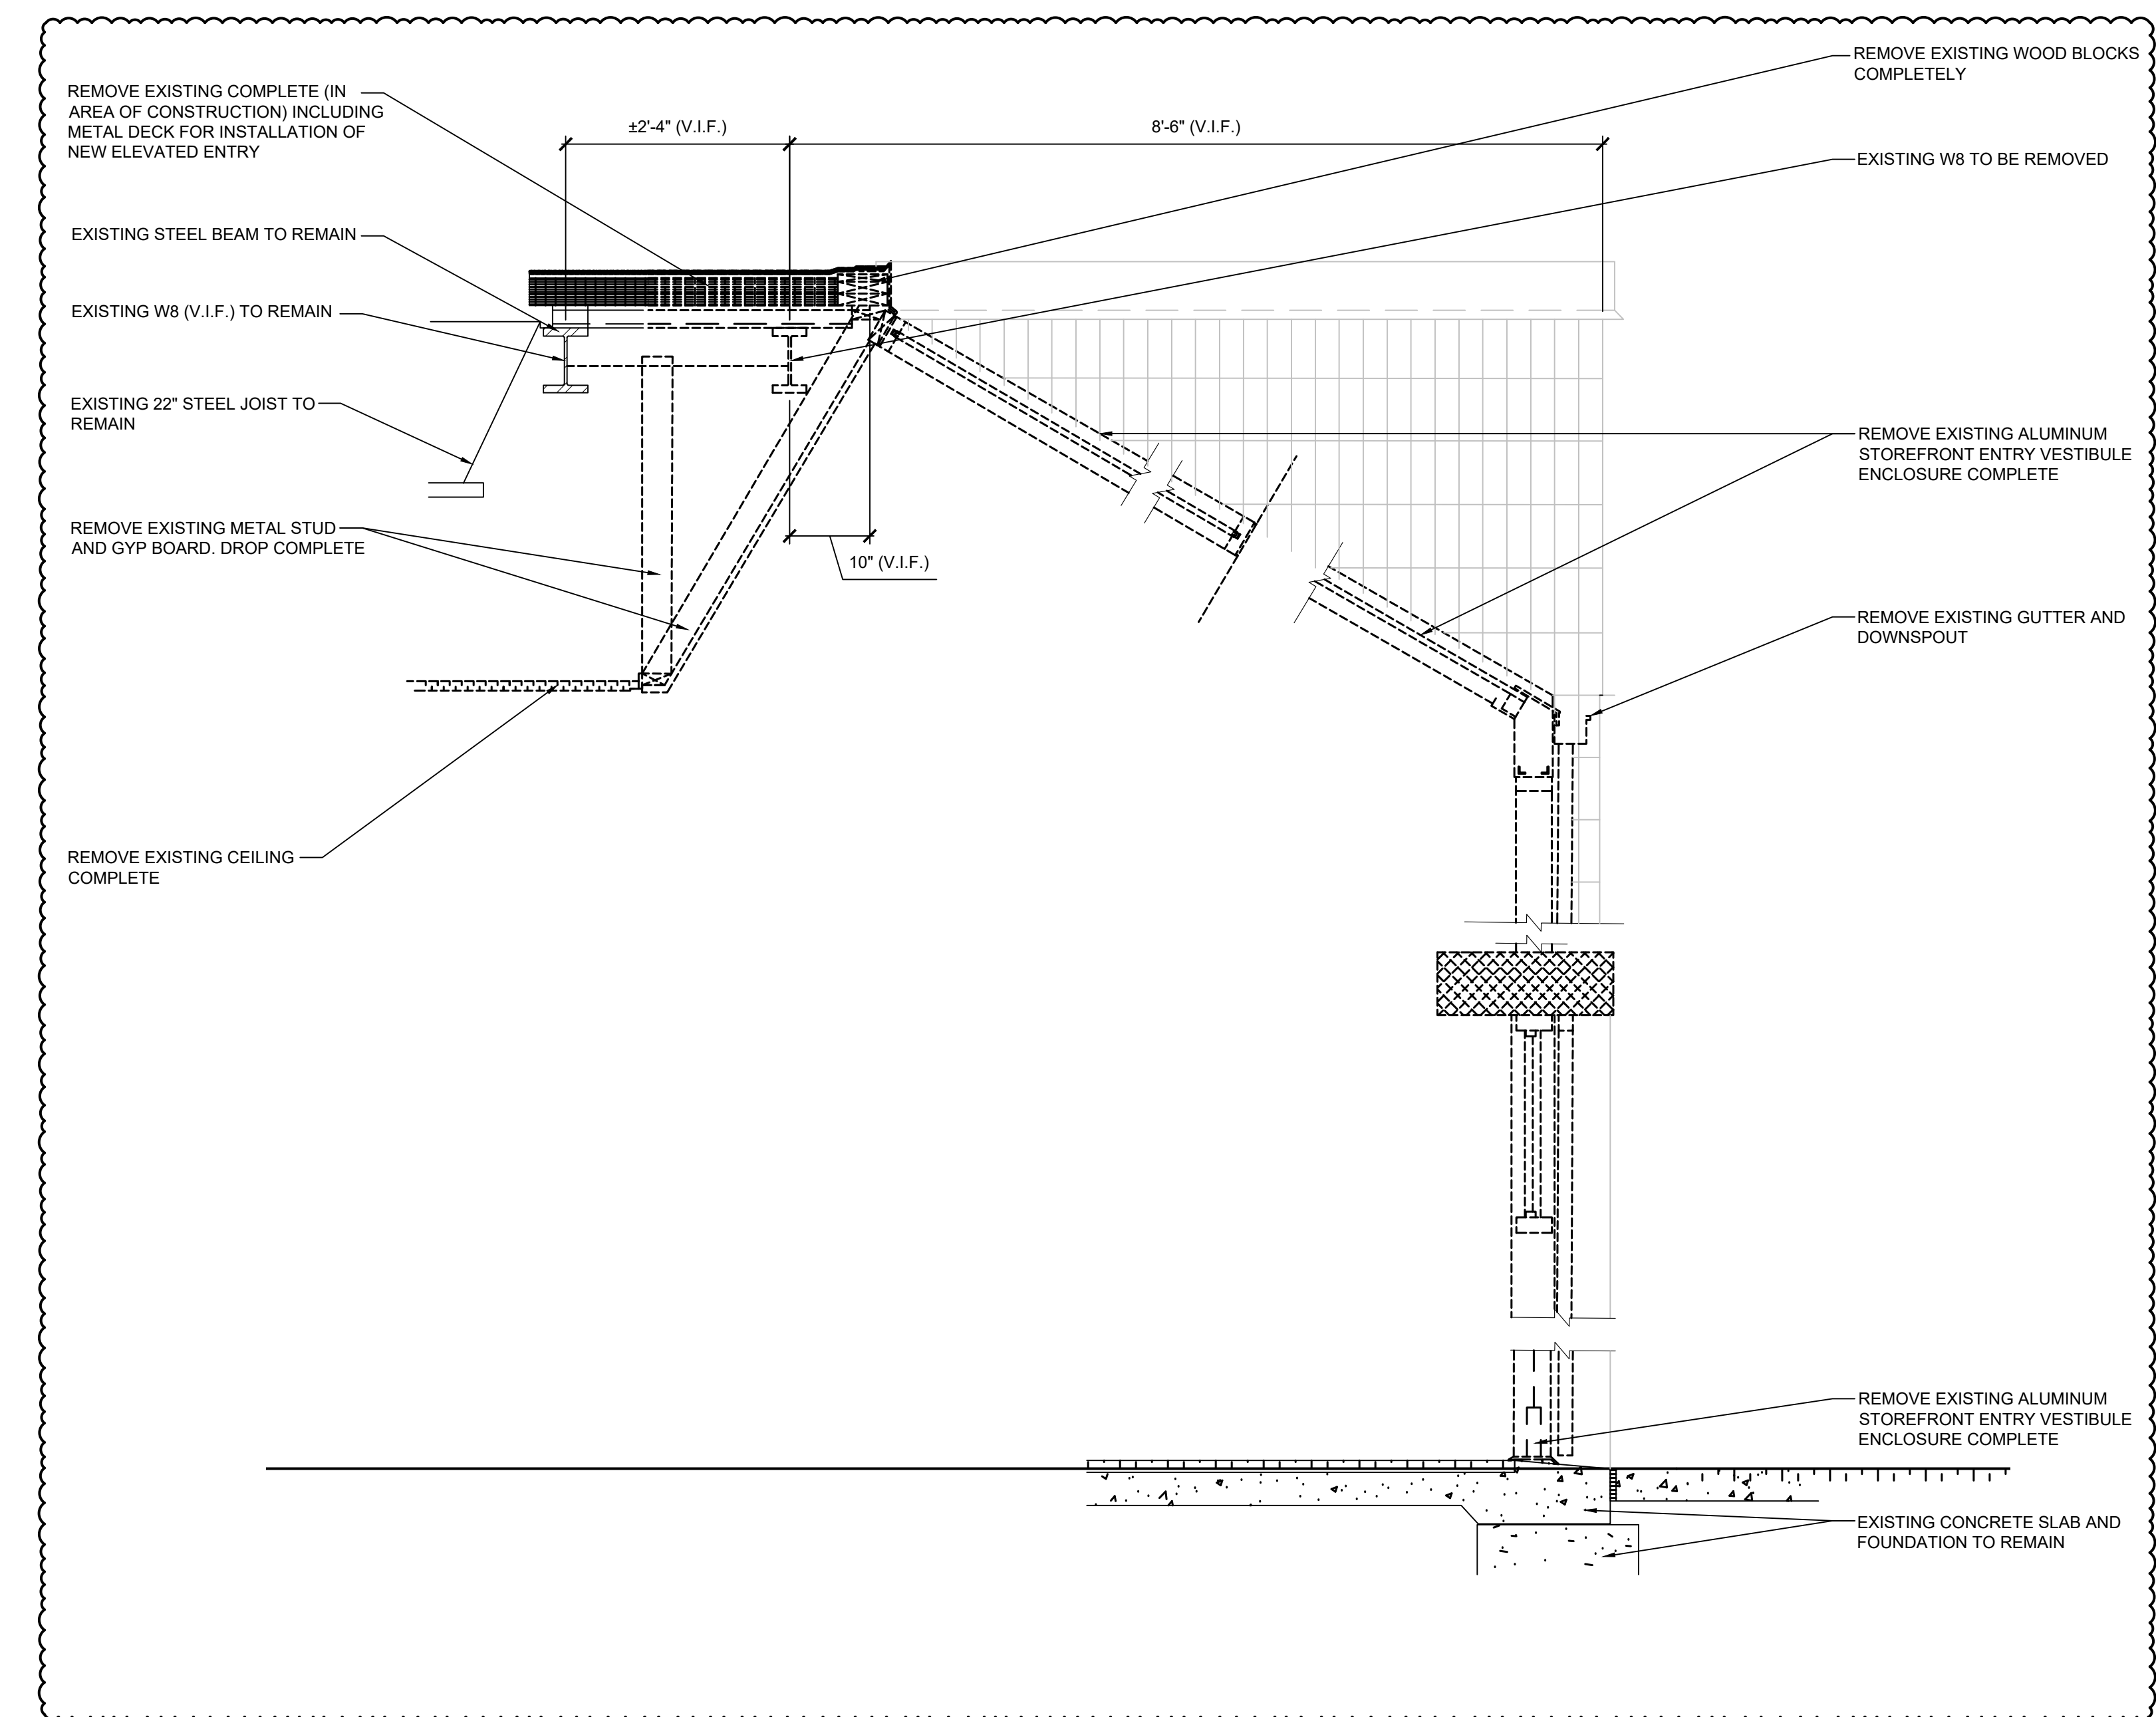 REMOVE EXISTING COMPLETE (IN
AREA OF CONSTRUCTION) INCLUDING
METAL DECK FOR INSTALLATION OF
NEW ELEVATED ENTRY
EXISTING STEEL BEAM TO REMAIN
EXISTING W8 (V.I.F.) TO REMAIN
EXISTING 22" STEEL JOIST TO
REMAIN
REMOVE EXISTING METAL STUD
AND GYP BOARD. DROP COMPLETE
REMOVE EXISTING CEILING
COMPLETE
±2'-4" (V.I.F.)
8'-6" (V.I.F.)
10" (V.I.F.)
REMOVE EXISTING WOOD BLOCKS
COMPLETELY
EXISTING W8 TO BE REMOVED
REMOVE EXISTING ALUMINUM
STOREFRONT ENTRY VESTIBULE
ENCLOSURE COMPLETE
REMOVE EXISTING GUTTER AND
DOWNSPOUT
REMOVE EXISTING ALUMINUM
STOREFRONT ENTRY VESTIBULE
ENCLOSURE COMPLETE
EXISTING CONCRETE SLAB AND
FOUNDATION TO REMAIN